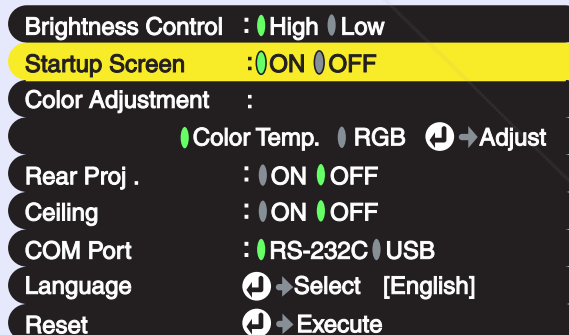 Brightness Control : High Low
Startup Screen : ON OFF
Color Adjustment :
Color Temp. RGB Adjust
Rear Proj . : ON OFF
Ceiling : ON OFF
COM Port : RS-232C USB
Language Select [English]
Reset Execute